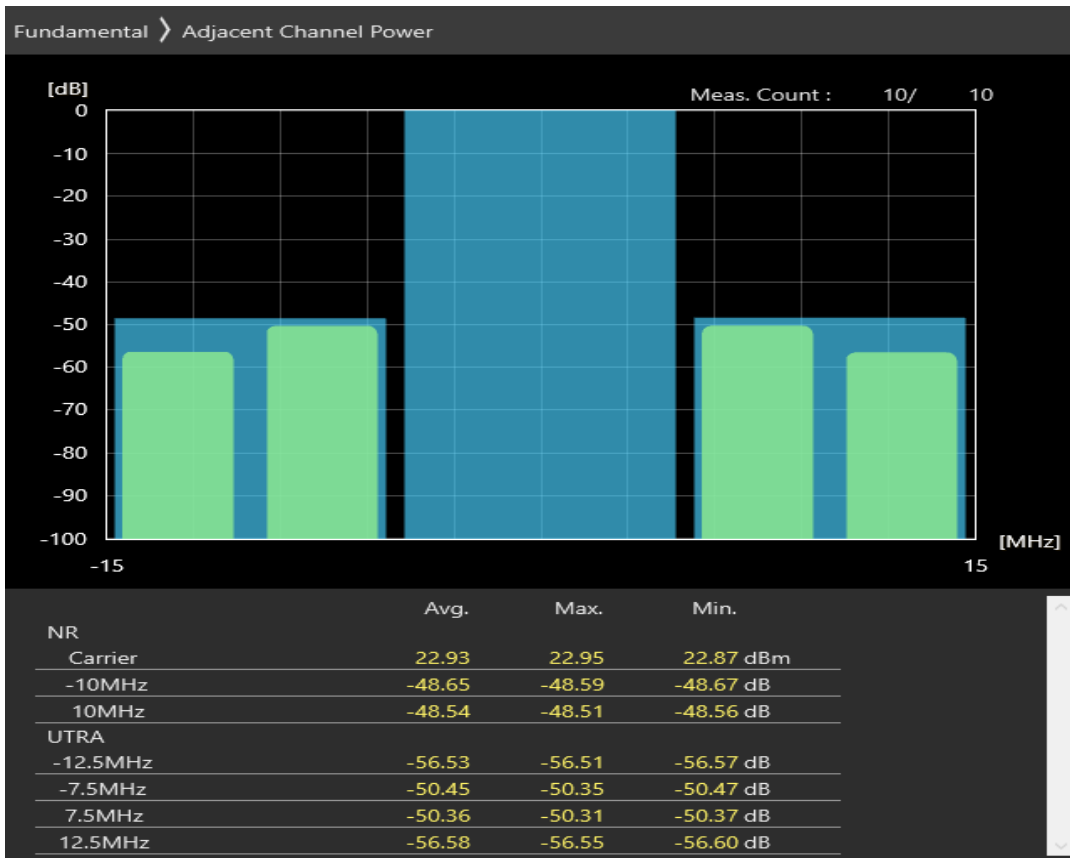 Fundamental ❭ Adjacent Channel Power
[dB]
Meas. Count : 10/ 10
0
-10
-20
-30
-40
-50
-60
-70
-80
-90
-100
[MHz]
-15 15
Avg. Max. Min.
NR
Carrier 22.93 22.95 22.87 dBm
-10MHz -48.65 -48.59 -48.67 dB
10MHz -48.54 -48.51 -48.56 dB
UTRA
-12.5MHz -56.53 -56.51 -56.57 dB
-7.5MHz -50.45 -50.35 -50.47 dB
7.5MHz -50.36 -50.31 -50.37 dB
12.5MHz -56.58 -56.55 -56.60 dB